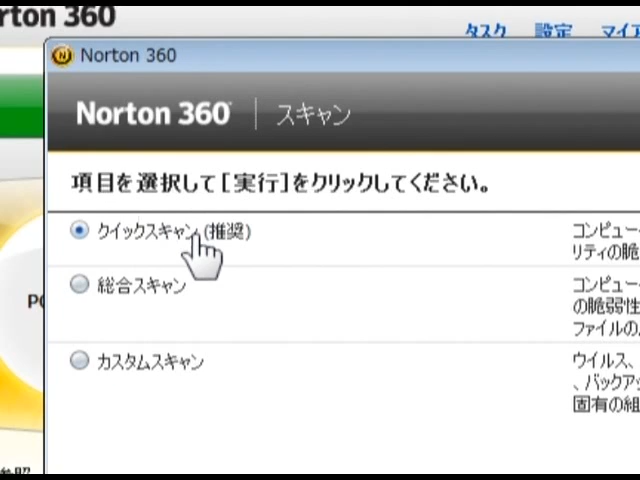 rton 360
タスク 設定 マイア
Norton 360
Norton 360 スキャン
項目を選択して[実行]をクリックしてください。
クイックスキャン (推奨)
コンピュー
リティの脆
総合スキャン
コンピュー
の脆弱性
ファイルの
カスタムスキャン
ウイルス、
、バックアッ
固有の組
PC
参照